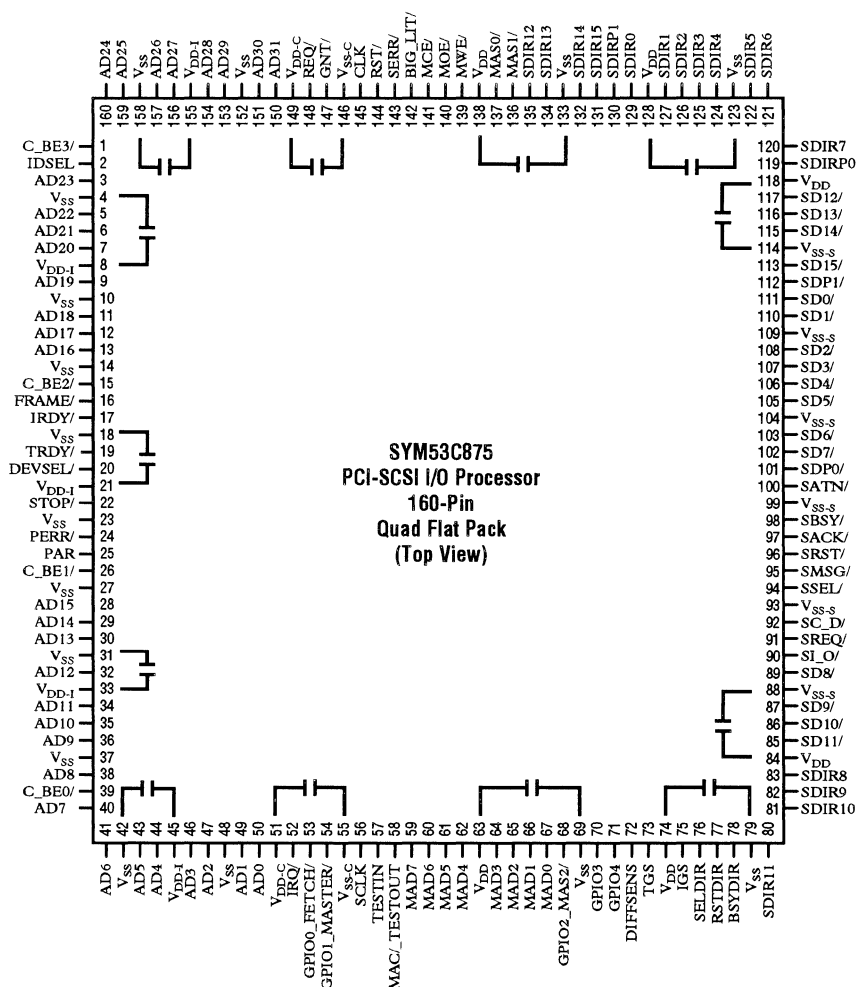 AD24
AD25
VSS
AD26
AD27
VDD-I
AD28
AD29
VSS
AD30
AD31
VDD-C
REQ/
GNT/
VSS-C
CLK
RST/
SERR/
BIG_LIT/
MCE/
MOE/
MWE/
VDD
MAS0/
MAS1/
SDIR12
SDIR13
VSS
SDIR14
SDIR15
SDIRP1
SDIR0
VDD
SDIR1
SDIR2
SDIR3
SDIR4
VSS
SDIR5
SDIR6
160
159
158
157
156
155
154
153
152
151
150
149
148
147
146
145
144
143
142
141
140
139
138
137
136
135
134
133
132
131
130
129
128
127
126
125
124
123
122
121
C_BE3/ 1
IDSEL 2
AD23 3
VSS 4
AD22 5
AD21 6
AD20 7
VDD-I 8
AD19 9
VSS 10
AD18 11
AD17 12
AD16 13
VSS 14
C_BE2/ 15
FRAME/ 16
IRDY/ 17
VSS 18
TRDY/ 19
DEVSEL/ 20
VDD-I 21
STOP/ 22
VSS 23
PERR/ 24
PAR 25
C_BE1/ 26
VSS 27
AD15 28
AD14 29
AD13 30
VSS 31
AD12 32
VDD-I 33
AD11 34
AD10 35
AD9 36
VSS 37
AD8 38
C_BE0/ 39
AD7 40
SYM53C875
PCI-SCSI I/O Processor
160-Pin
Quad Flat Pack
(Top View)
120 SDIR7
119 SDIRP0
118 VDD
117 SD12/
116 SD13/
115 SD14/
114 VSS-S
113 SD15/
112 SDP1/
111 SD0/
110 SD1/
109 VSS-S
108 SD2/
107 SD3/
106 SD4/
105 SD5/
104 VSS-S
103 SD6/
102 SD7/
101 SDP0/
100 SATN/
99 VSS-S
98 SBSY/
97 SACK/
96 SRST/
95 SMSG/
94 SSEL/
93 VSS-S
92 SC_D/
91 SREQ/
90 SI_O/
89 SD8/
88 VSS-S
87 SD9/
86 SD10/
85 SD11/
84 VDD
83 SDIR8
82 SDIR9
81 SDIR10
41
42
43
44
45
46
47
48
49
50
51
52
53
54
55
56
57
58
59
60
61
62
63
64
65
66
67
68
69
70
71
72
73
74
75
76
77
78
79
80
AD6
VSS
AD5
AD4
VDD-I
AD3
AD2
VSS
AD1
AD0
VDD-C
IRQ/
GPIO0_FETCH/
GPIO1_MASTER/
VSS-C
SCLK
TESTIN
MAC/_TESTOUT
MAD7
MAD6
MAD5
MAD4
VDD
MAD3
MAD2
MAD1
MAD0
GPIO2_MAS2/
VSS
GPIO3
GPIO4
DIFFSENS
TGS
VDD
IGS
SELDIR
RSTDIR
BSYDIR
VSS
SDIR11